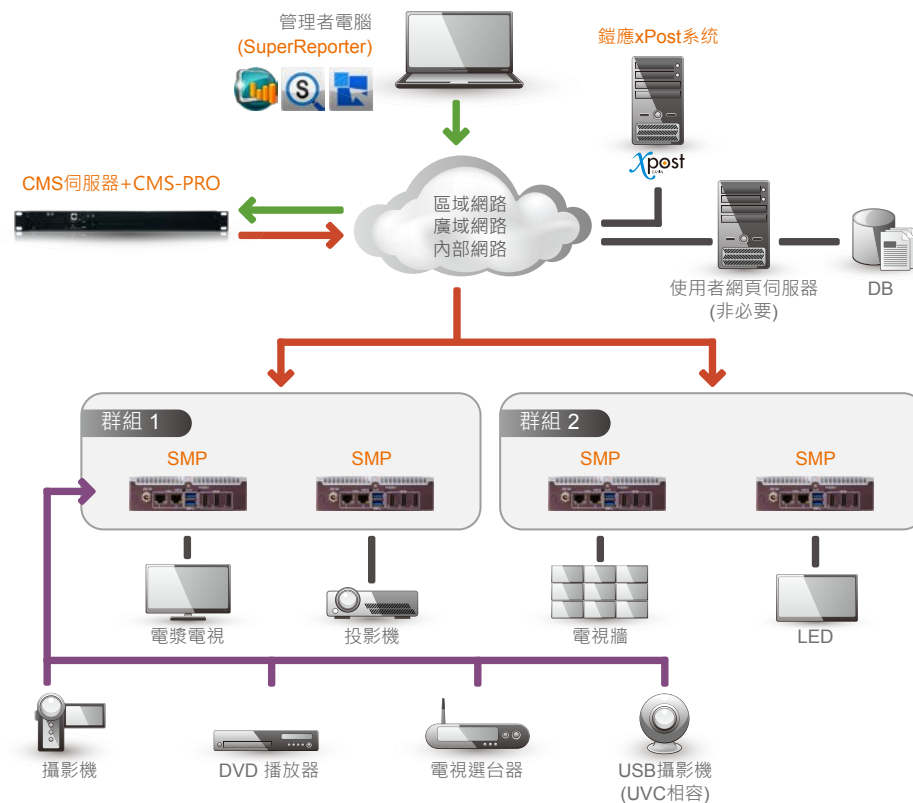 管理者電腦
(SuperReporter)
鎧應xPost系统
S
Xpost
CMS伺服器+CMS-PRO
區域網路
廣域網路
內部網路
使用者網頁伺服器
(非必要)
DB
群組 1
群組 2
SMP
SMP
SMP
SMP
電漿電視
投影機
電視牆
LED
攝影機
DVD 播放器
電視選台器
USB攝影機
(UVC相容)